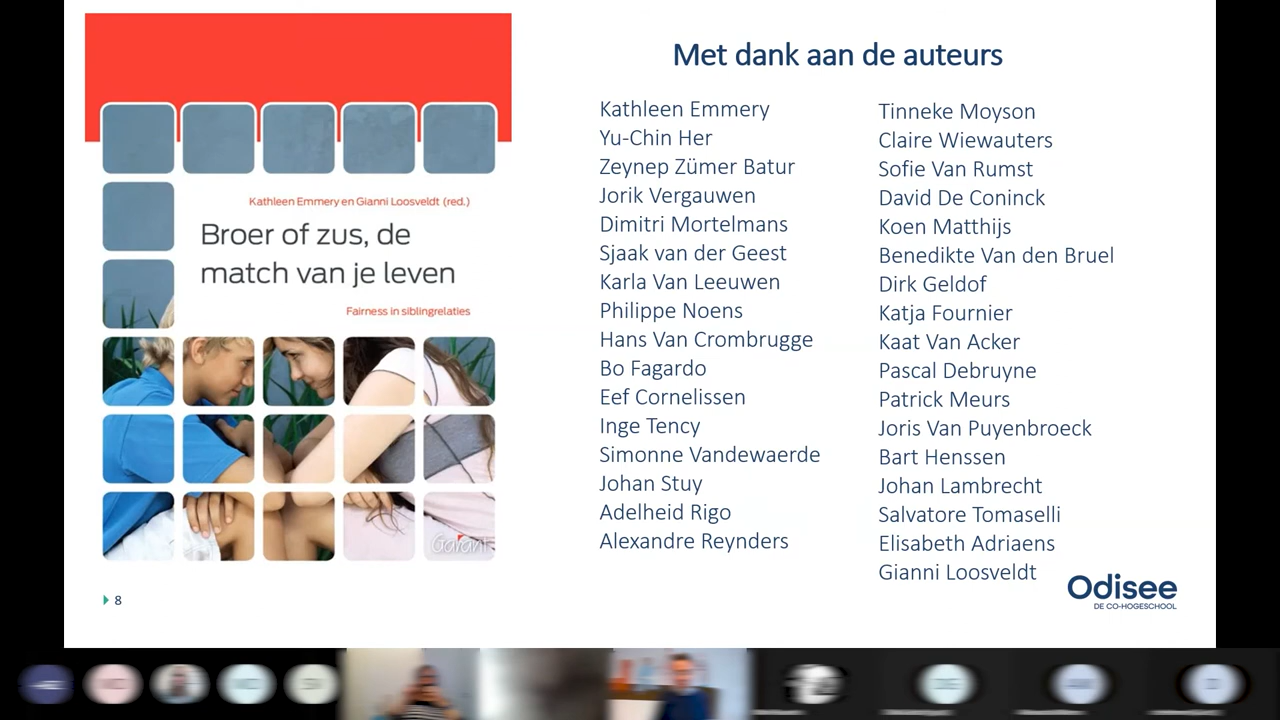 Met dank aan de auteurs
Kathleen Emmery en Gianni Loosveldt (red.)
Broer of zus, de
match van je leven
Fairness in siblingrelaties
Garant
Kathleen Emmery
Yu-Chin Her
Zeynep Zümer Batur
Jorik Vergauwen
Dimitri Mortelmans
Sjaak van der Geest
Karla Van Leeuwen
Philippe Noens
Hans Van Crombrugge
Bo Fagardo
Eef Cornelissen
Inge Tency
Simonne Vandewaerde
Johan Stuy
Adelheid Rigo
Alexandre Reynders
Tinneke Moyson
Claire Wiewauters
Sofie Van Rumst
David De Coninck
Koen Matthijs
Benedikte Van den Bruel
Dirk Geldof
Katja Fournier
Kaat Van Acker
Pascal Debruyne
Patrick Meurs
Joris Van Puyenbroeck
Bart Henssen
Johan Lambrecht
Salvatore Tomaselli
Elisabeth Adriaens
Gianni Loosveldt
8
Odisee
DE CO-HOGESCHOOL